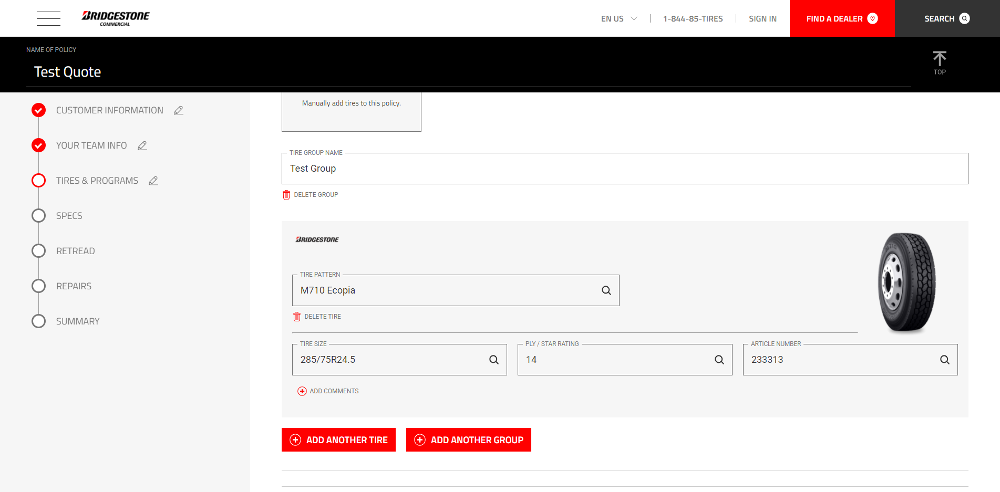 BRIDGESTONE
COMMERCIAL
EN US
1-844-85-TIRES
SIGN IN
FIND A DEALER
SEARCH
NAME OF POLICY
Test Quote
TOP
CUSTOMER INFORMATION
YOUR TEAM INFO
TIRES & PROGRAMS
SPECS
RETREAD
REPAIRS
SUMMARY
Manually add tires to this policy.
TIRE GROUP NAME
Test Group
DELETE GROUP
BRIDGESTONE
TIRE PATTERN
M710 Ecopia
DELETE TIRE
TIRE SIZE
285/75R24.5
PLY / STAR RATING
14
ARTICLE NUMBER
233313
ADD COMMENTS
ADD ANOTHER TIRE
ADD ANOTHER GROUP